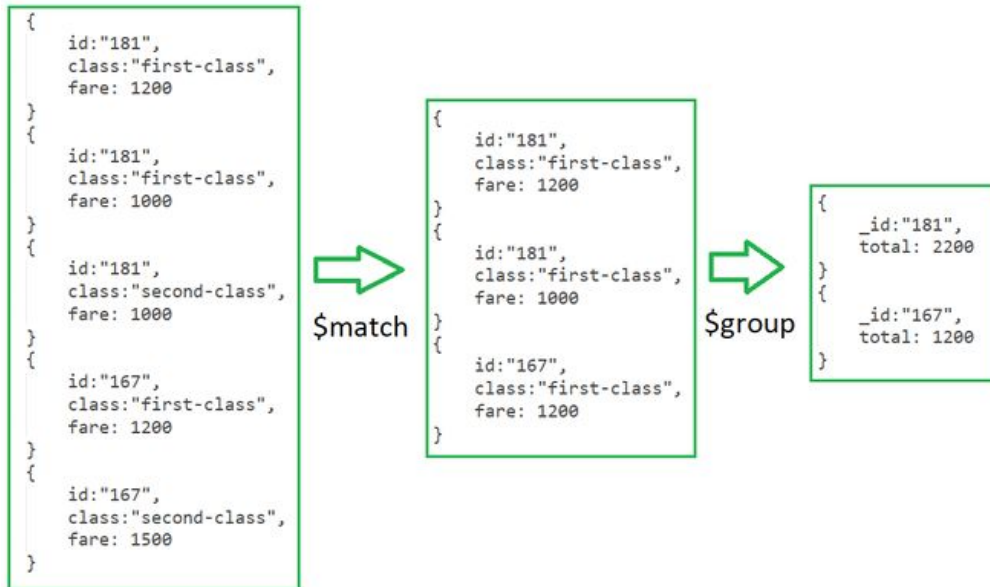 {
id:"181",
class:"first-class",
fare: 1200
}
{
id:"181",
class:"first-class",
fare: 1000
}
{
id:"181",
class:"second-class",
fare: 1000
}
{
id:"167",
class:"first-class",
fare: 1200
}
{
id:"167",
class:"second-class",
fare: 1500
}
$match
{
id:"181",
class:"first-class",
fare: 1200
}
{
id:"181",
class:"first-class",
fare: 1000
}
{
id:"167",
class:"first-class",
fare: 1200
}
$group
{
_id:"181",
total: 2200
}
{
_id:"167",
total: 1200
}